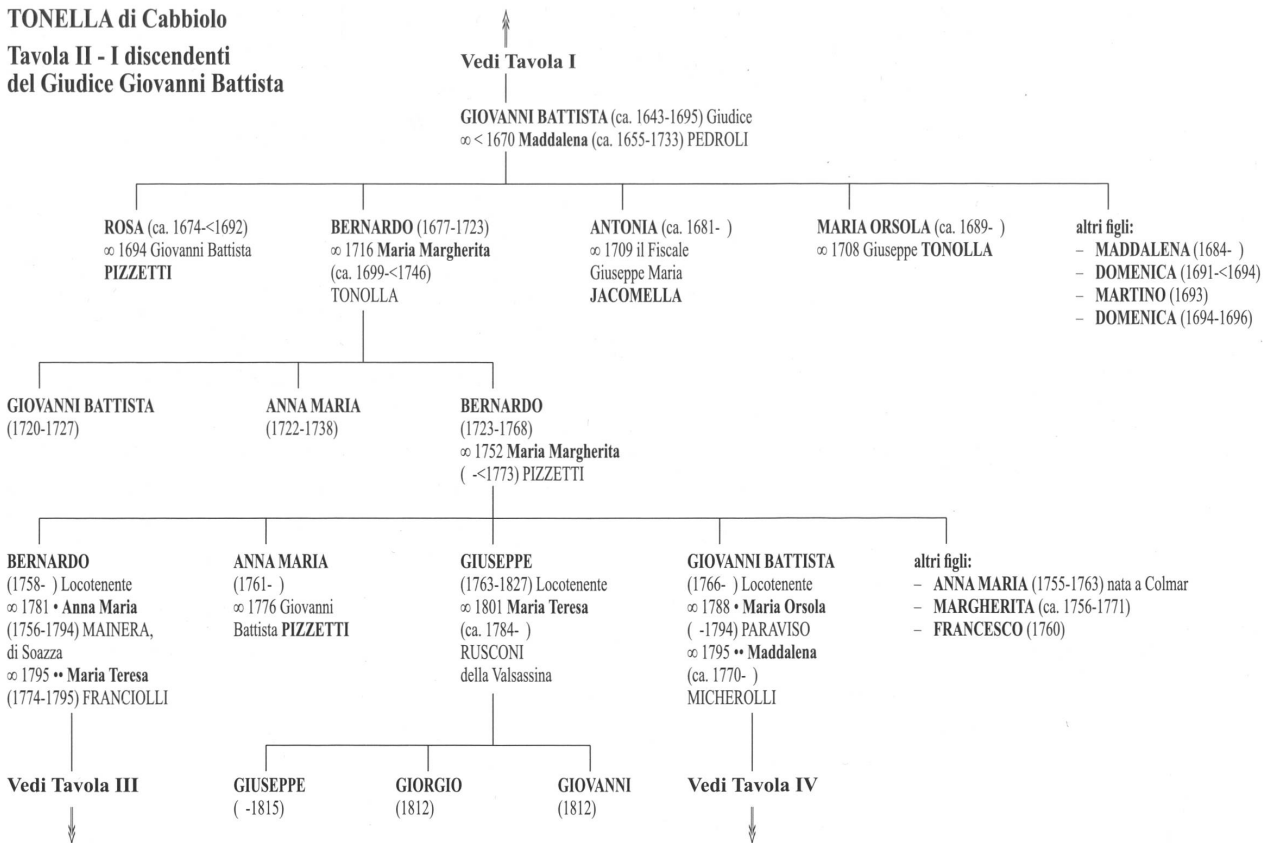 TONELLA di Cabbiolo
Tavola II - I discendenti
del Giudice Giovanni Battista
Vedi Tavola I
GIOVANNI BATTISTA (ca. 1643-1695) Giudice
∞ < 1670 Maddalena (ca. 1655-1733) PEDROLI
ROSA (ca. 1674-<1692)
∞ 1694 Giovanni Battista
PIZZETTI
BERNARDO (1677-1723)
∞ 1716 Maria Margherita
(ca. 1699-<1746)
TONOLLA
ANTONIA (ca. 1681- )
∞ 1709 il Fiscale
Giuseppe Maria
JACOMELLA
MARIA ORSOLA (ca. 1689- )
∞ 1708 Giuseppe TONOLLA
altri figli:
– MADDALENA (1684- )
– DOMENICA (1691-<1694)
– MARTINO (1693)
– DOMENICA (1694-1696)
GIOVANNI BATTISTA
(1720-1727)
ANNA MARIA
(1722-1738)
BERNARDO
(1723-1768)
∞ 1752 Maria Margherita
( -<1773) PIZZETTI
BERNARDO
(1758- ) Locotenente
∞ 1781 • Anna Maria
(1756-1794) MAINERA,
di Soazza
∞ 1795 •• Maria Teresa
(1774-1795) FRANCIOLLI
ANNA MARIA
(1761- )
∞ 1776 Giovanni
Battista PIZZETTI
GIUSEPPE
(1763-1827) Locotenente
∞ 1801 Maria Teresa
(ca. 1784- )
RUSCONI
della Valsassina
GIOVANNI BATTISTA
(1766- ) Locotenente
∞ 1788 • Maria Orsola
( -1794) PARAVISO
∞ 1795 •• Maddalena
(ca. 1770- )
MICHEROLLI
altri figli:
– ANNA MARIA (1755-1763) nata a Colmar
– MARGHERITA (ca. 1756-1771)
– FRANCESCO (1760)
Vedi Tavola III
GIUSEPPE
( -1815)
GIORGIO
(1812)
GIOVANNI
(1812)
Vedi Tavola IV